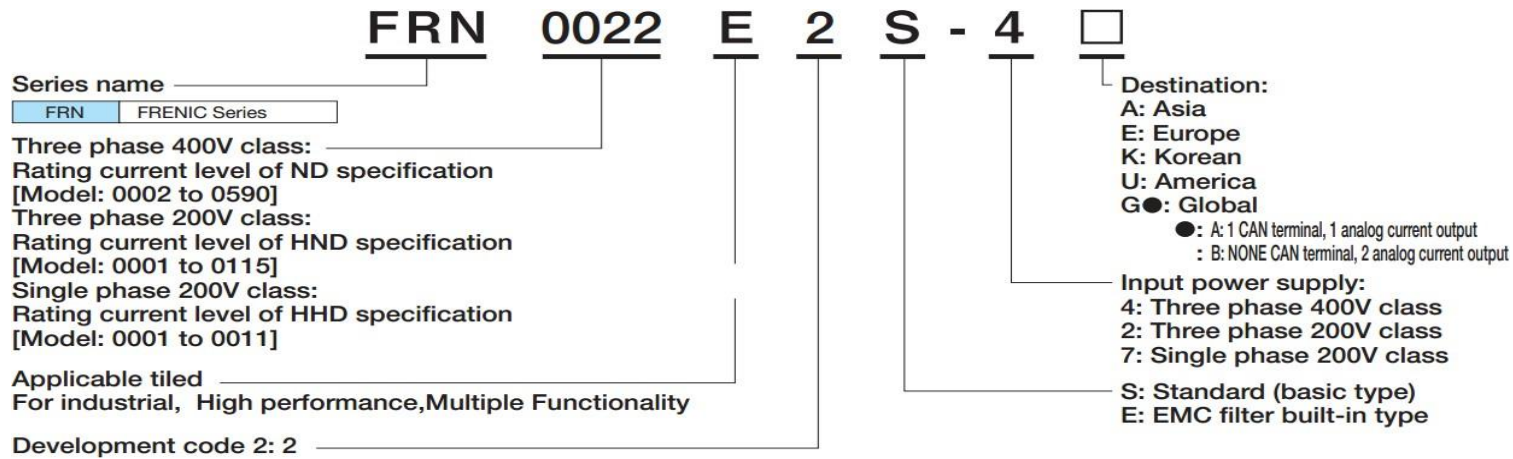 FRN 0022 E 2 S - 4 □
Series name
FRN FRENIC Series
Three phase 400V class:
Rating current level of ND specification
[Model: 0002 to 0590]
Three phase 200V class:
Rating current level of HND specification
[Model: 0001 to 0115]
Single phase 200V class:
Rating current level of HHD specification
[Model: 0001 to 0011]
Applicable tiled
For industrial, High performance,Multiple Functionality
Development code 2: 2
Destination:
A: Asia
E: Europe
K: Korean
U: America
G●: Global
●: A: 1 CAN terminal, 1 analog current output
: B: NONE CAN terminal, 2 analog current output
Input power supply:
4: Three phase 400V class
2: Three phase 200V class
7: Single phase 200V class
S: Standard (basic type)
E: EMC filter built-in type